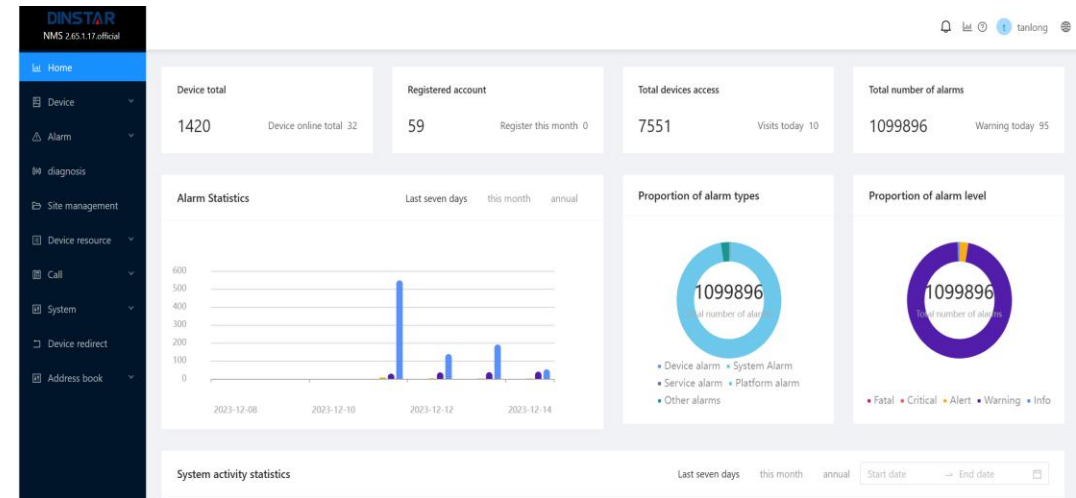 DINSTAR
NMS 2.65.1.17.official
t tanlong
Home
Device
Alarm
diagnosis
Site management
Device resource
Call
System
Device redirect
Address book
Device total
1420 Device online total 32
Registered account
59 Register this month 0
Total devices access
7551 Visits today 10
Total number of alarms
1099896 Warning today 95
Alarm Statistics Last seven days this month annual
600
500
400
300
200
100
0
2023-12-08 2023-12-10 2023-12-12 2023-12-14
Proportion of alarm types
1099896
Total number of alarms
Device alarm System Alarm
Service alarm Platform alarm
Other alarms
Proportion of alarm level
1099896
Total number of alarms
Fatal Critical Alert Warning Info
System activity statistics Last seven days this month annual Start date → End date